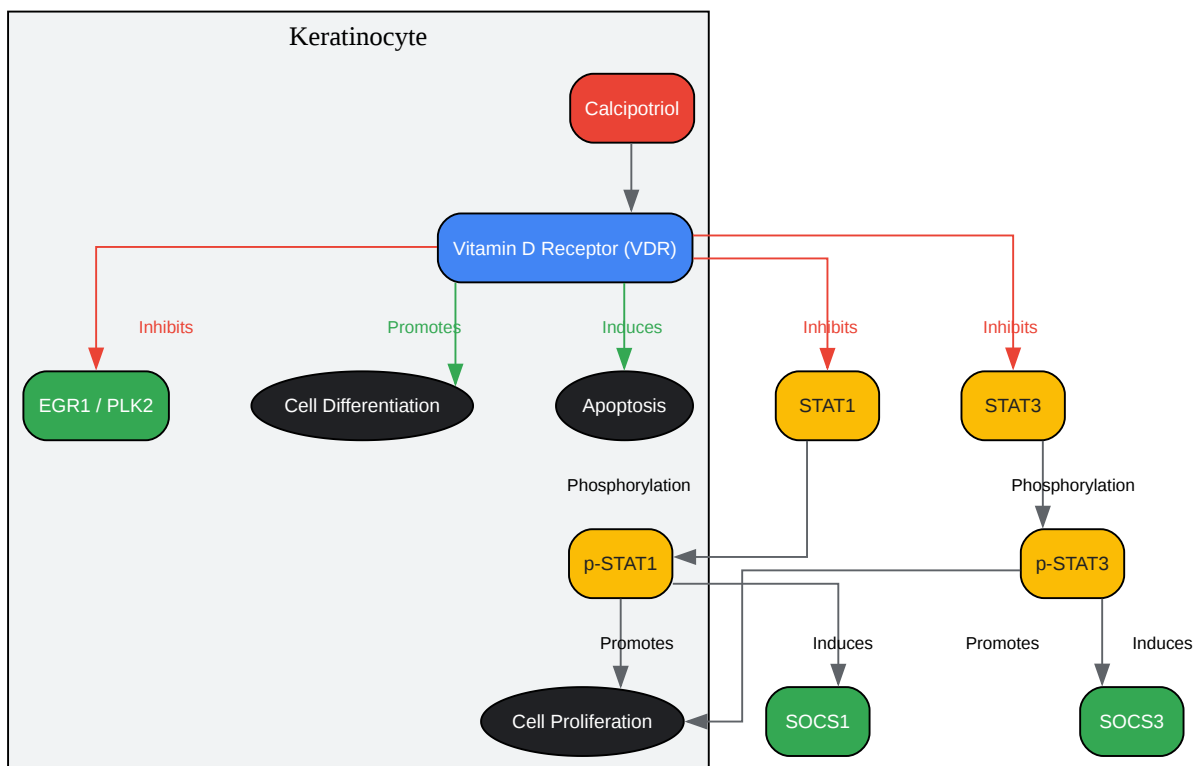 Keratinocyte
Calcipotriol
Vitamin D Receptor (VDR)
Inhibits
Promotes
Induces
Inhibits
Inhibits
EGR1 / PLK2
Cell Differentiation
Apoptosis
STAT1
STAT3
Phosphorylation
Phosphorylation
p-STAT1
p-STAT3
Promotes
Induces
Promotes
Induces
Cell Proliferation
SOCS1
SOCS3